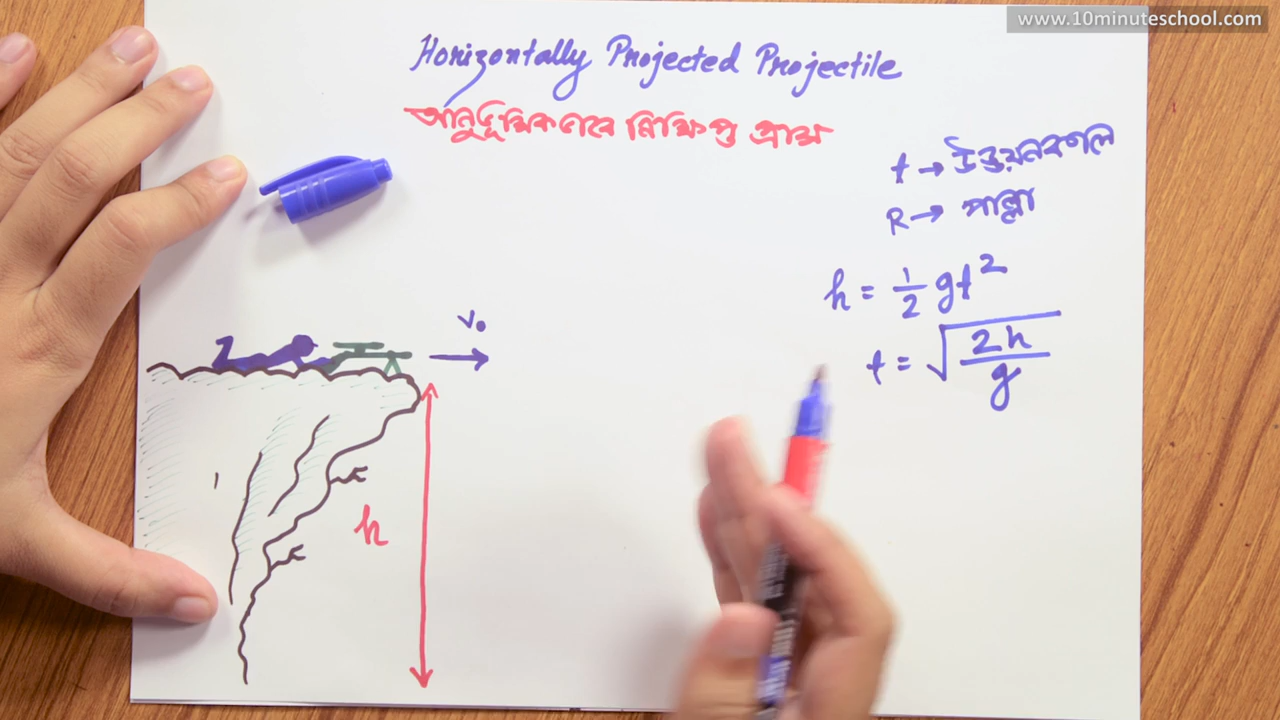 www.10minuteschool.com
Horizontally Projected Projectile
আনুভূমিকভাবে নিক্ষিপ্ত প্রাস
t → উড্ডয়নকাল
R → পাল্লা
h = 1/2 gt²
t = √(2h/g)
v₀
h